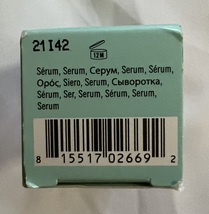 21I42
12M
Sérum, Serum, Серум, Serum, Sérum,
Ορός, Siero, Serum, Сыворотка,
Sérum, Ser, Serum, Sérum, Serum,
Serum
8 15517 02669 2